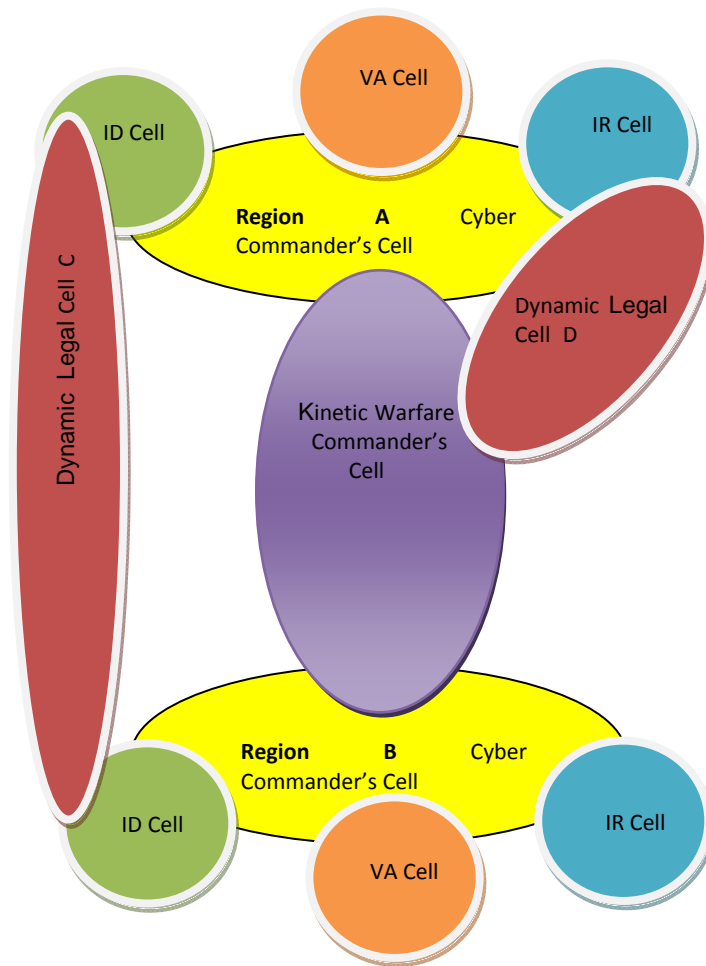 VA Cell
ID Cell
IR Cell
Region A Cyber
Commander’s Cell
Dynamic Legal Cell C
Dynamic Legal
Cell D
Kinetic Warfare
Commander’s
Cell
Region B Cyber
Commander’s Cell
ID Cell
VA Cell
IR Cell